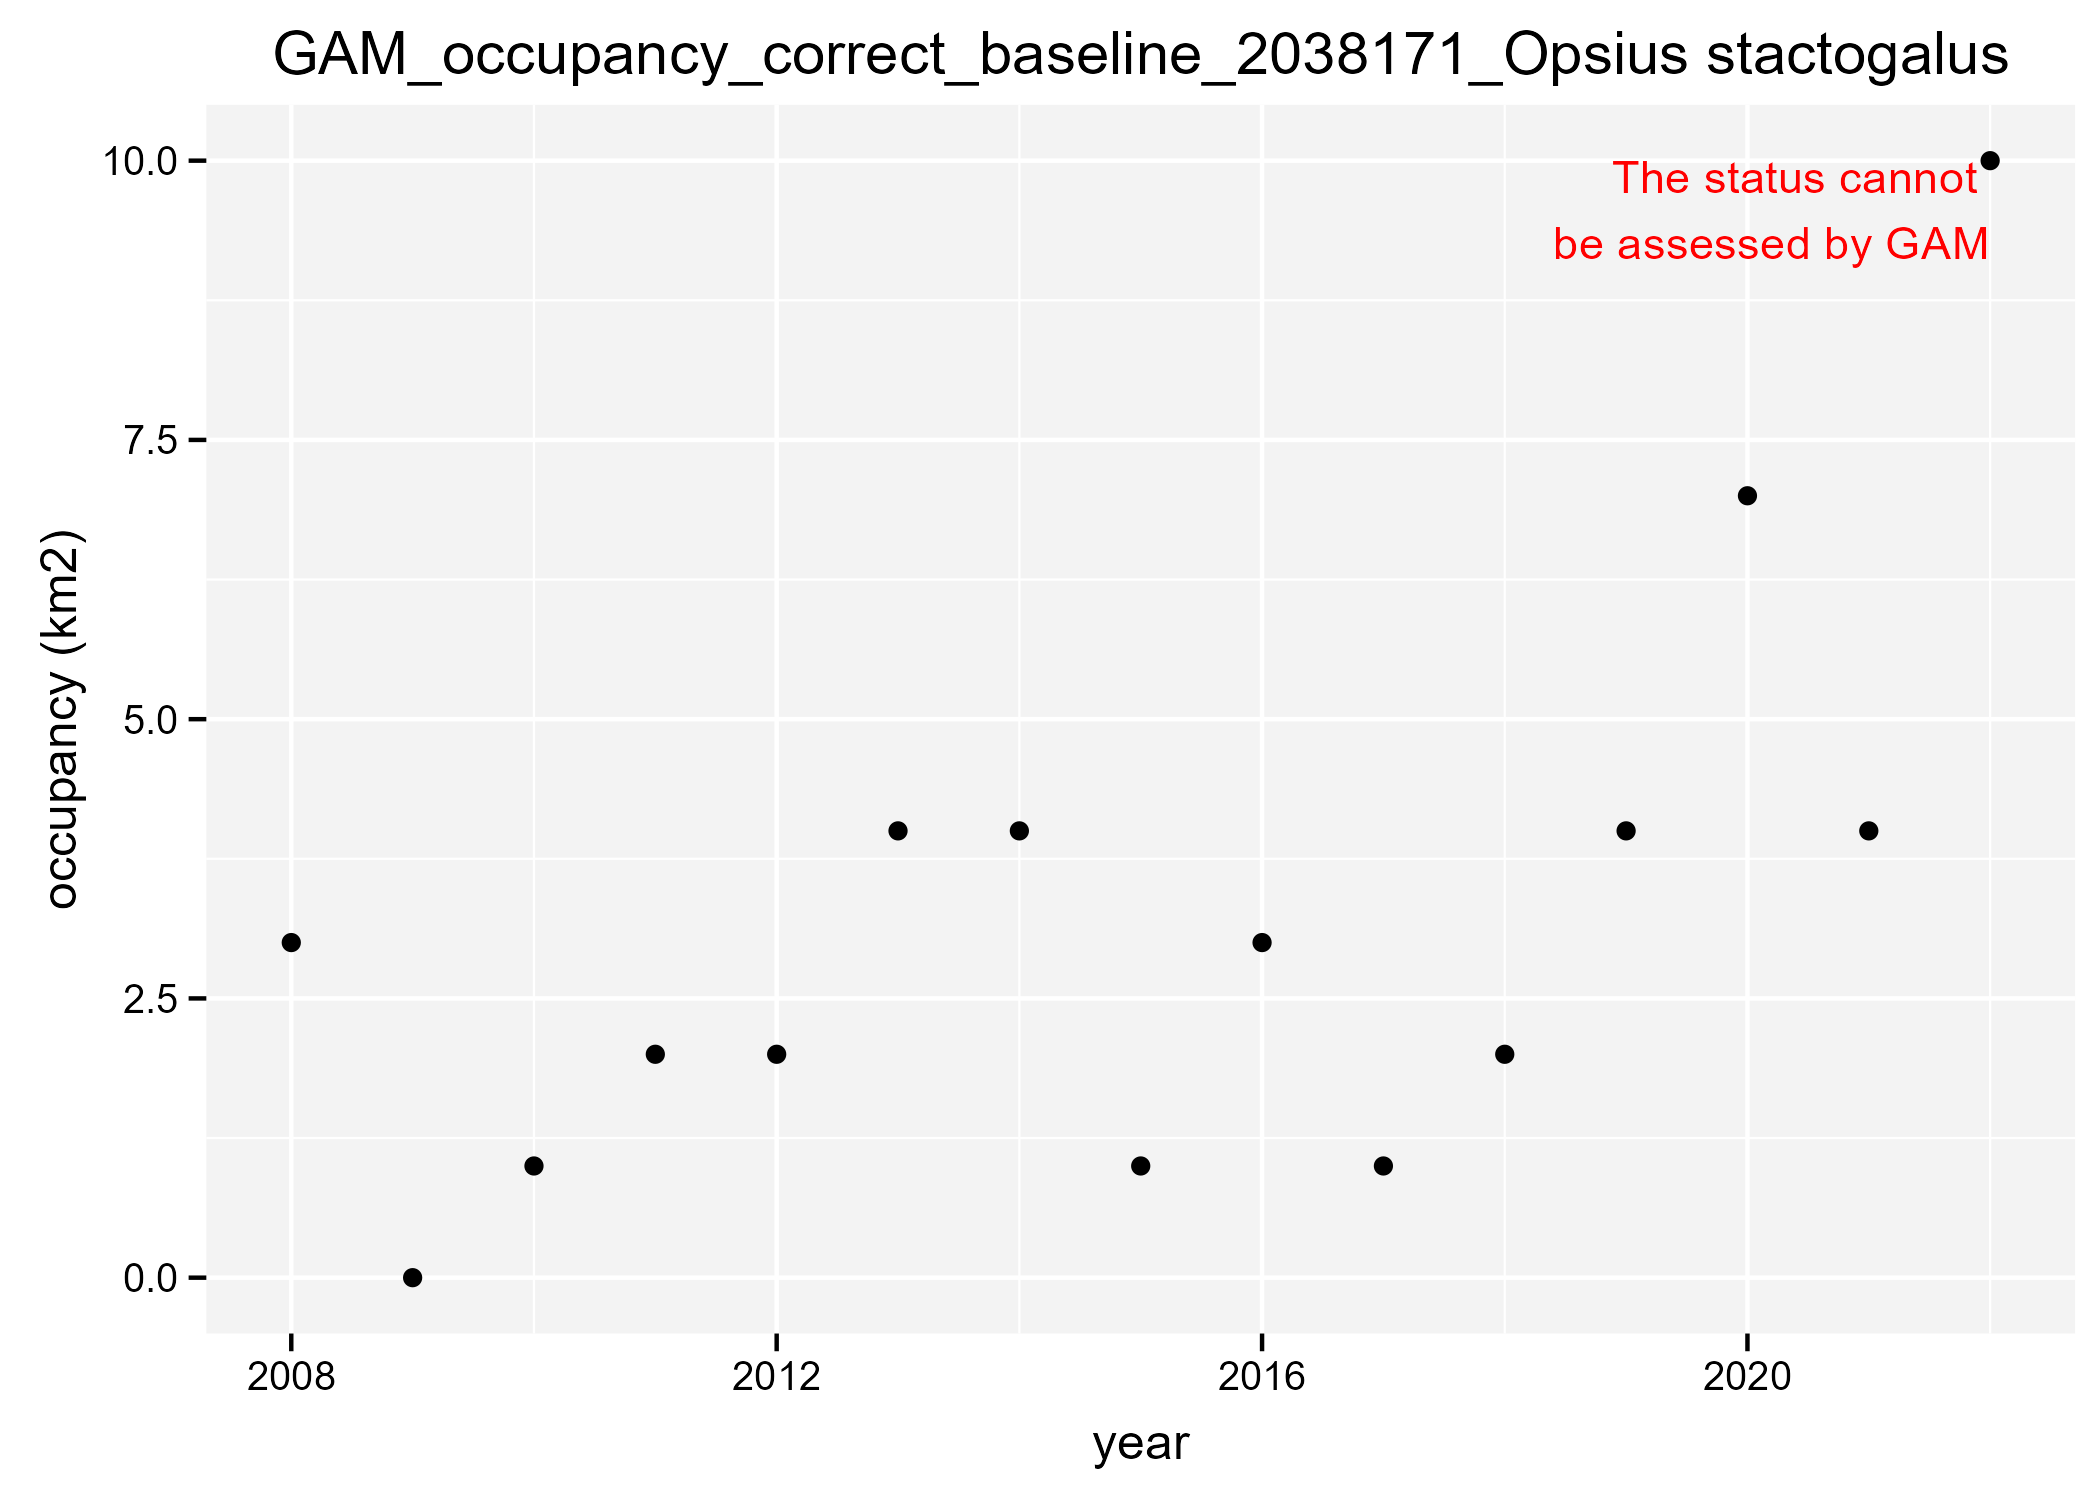 GAM_occupancy_correct_baseline_2038171_Opsius stactogalus
10.0
The status cannot
be assessed by GAM
7.5
occupancy (km2)
5.0
2.5
0.0
2008 2012 2016 2020
year